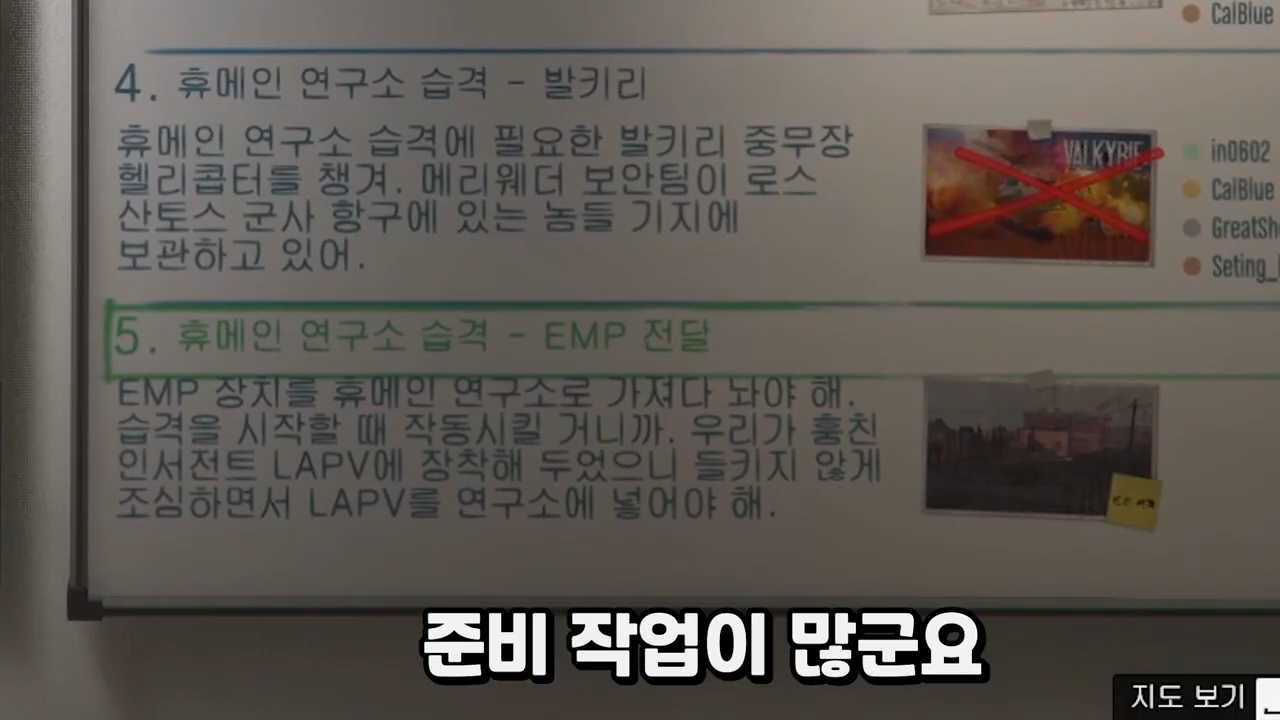 CalBlue
4. 휴메인 연구소 습격 - 발키리
휴메인 연구소 습격에 필요한 발키리 중무장
헬리콥터를 챙겨. 메리웨더 보안팀이 로스
산토스 군사 항구에 있는 농들 기지에
보관하고 있어.
VALKYRIE
in0602
CalBlue
GreatSh
Seting_
5. 휴메인 연구소 습격 - EMP 전달
EMP 장치를 휴메인 연구소로 가져다 놔야 해.
습격을 시작할 때 작동시킬 거니까. 우리가 훔친
인서전트 LAPV에 장착해 두었으니 들키지 않게
조심하면서 LAPV를 연구소에 넣어야 해.
준비 작업이 많군요
지도 보기